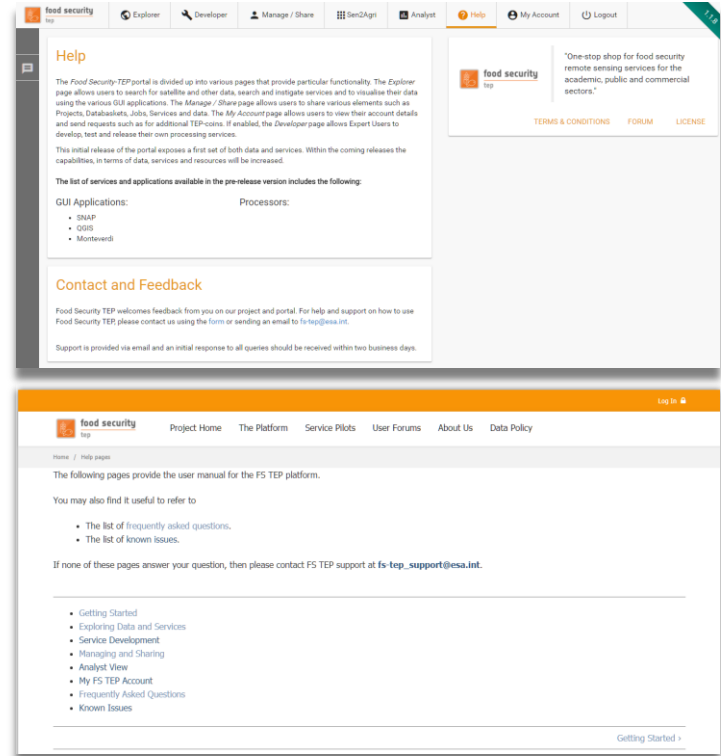 food security
tep
Explorer
Developer
Manage / Share
Sen2Agri
Analyst
Help
My Account
Logout
1.1.8
Help
The Food Security-TEP portal is divided up into various pages that provide particular functionality. The Explorer
page allows users to search for satellite and other data, search and instigate services and to visualise their data
using the various GUI applications. The Manage / Share page allows users to share various elements such as
Projects, Databaskets, Jobs, Services and data. The My Account page allows users to view their account details
and send requests such as for additional TEP-coins. If enabled, the Developer page allows Expert Users to
develop, test and release their own processing services.
This initial release of the portal exposes a first set of both data and services. Within the coming releases the
capabilities, in terms of data, services and resources will be increased.
The list of services and applications available in the pre-release version includes the following:
GUI Applications:
• SNAP
• QGIS
• Monteverdi
Processors:
food security
tep
"One-stop shop for food security
remote sensing services for the
academic, public and commercial
sectors."
TERMS & CONDITIONS
FORUM
LICENSE
Contact and Feedback
Food Security TEP welcomes feedback from you on our project and portal. For help and support on how to use
Food Security TEP, please contact us using the form or sending an email to fs-tep@esa.int.
Support is provided via email and an initial response to all queries should be received within two business days.
Log In
food security
tep
Project Home
The Platform
Service Pilots
User Forums
About Us
Data Policy
Home / Help pages
The following pages provide the user manual for the FS TEP platform.
You may also find it useful to refer to
• The list of frequently asked questions.
• The list of known issues.
If none of these pages answer your question, then please contact FS TEP support at fs-tep_support@esa.int.
• Getting Started
• Exploring Data and Services
• Service Development
• Managing and Sharing
• Analyst View
• My FS TEP Account
• Frequently Asked Questions
• Known Issues
Getting Started ›